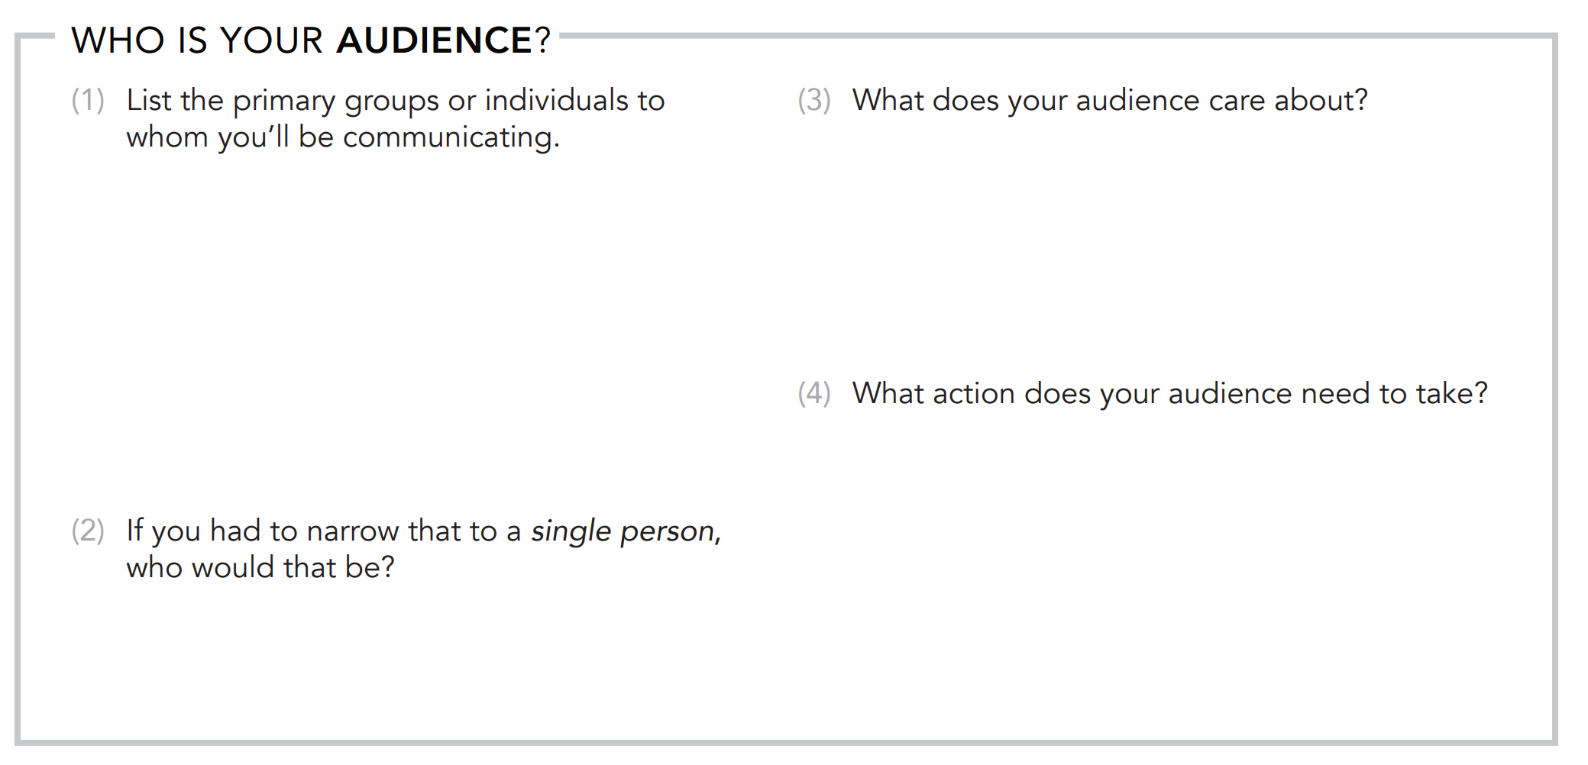 WHO IS YOUR AUDIENCE?
(1) List the primary groups or individuals to
whom you’ll be communicating.
(2) If you had to narrow that to a single person,
who would that be?
(3) What does your audience care about?
(4) What action does your audience need to take?